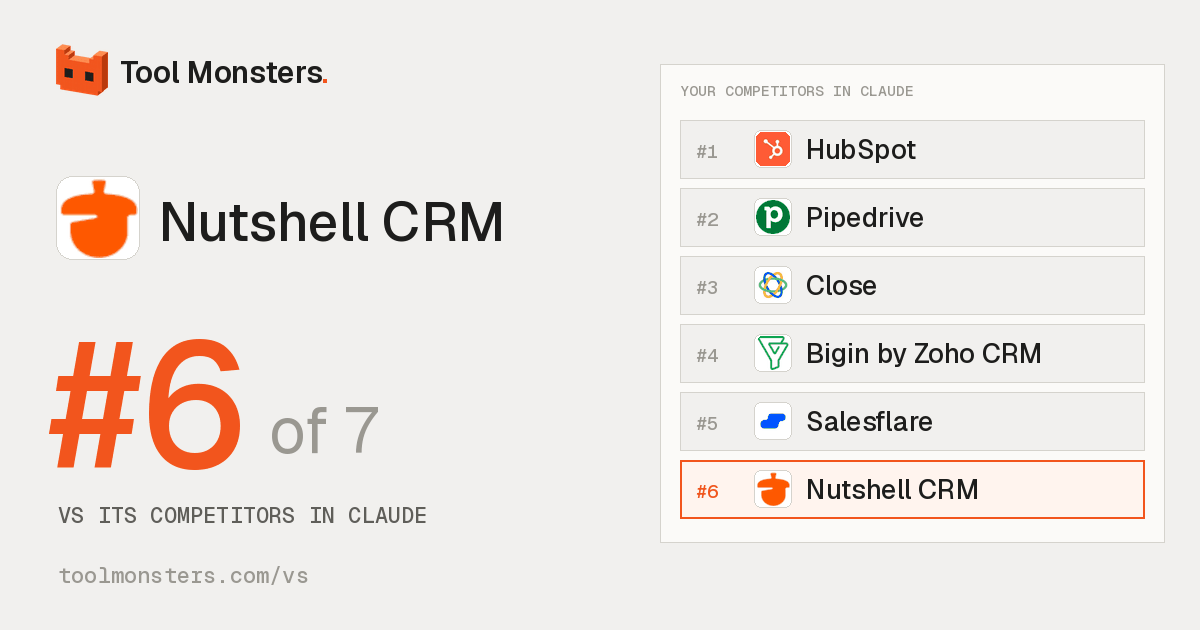 Tool Monsters.
Nutshell CRM
#6 of 7
VS ITS COMPETITORS IN CLAUDE
toolmonsters.com/vs
YOUR COMPETITORS IN CLAUDE
#1 HubSpot
#2 Pipedrive
#3 Close
#4 Bigin by Zoho CRM
#5 Salesflare
#6 Nutshell CRM